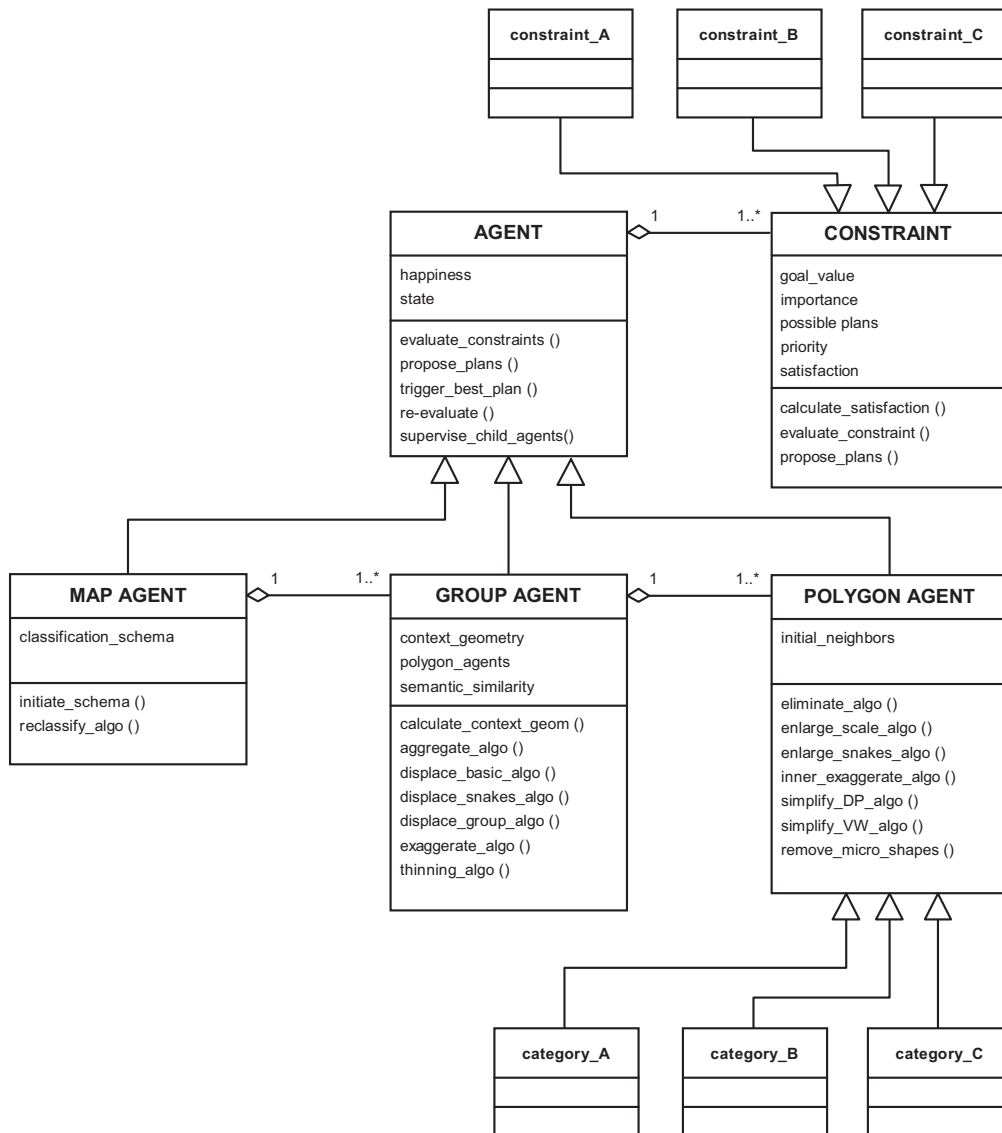 constraint_A
constraint_B
constraint_C
AGENT
1
1..*
CONSTRAINT
happiness
state
evaluate_constraints ()
propose_plans ()
trigger_best_plan ()
re-evaluate ()
supervise_child_agents()
goal_value
importance
possible plans
priority
satisfaction
calculate_satisfaction ()
evaluate_constraint ()
propose_plans ()
MAP AGENT
1
1..*
GROUP AGENT
1
1..*
POLYGON AGENT
classification_schema
initiate_schema ()
reclassify_algo ()
context_geometry
polygon_agents
semantic_similarity
calculate_context_geom ()
aggregate_algo ()
displace_basic_algo ()
displace_snakes_algo ()
displace_group_algo ()
exaggerate_algo ()
thinning_algo ()
initial_neighbors
eliminate_algo ()
enlarge_scale_algo ()
enlarge_snakes_algo ()
inner_exaggerate_algo ()
simplify_DP_algo ()
simplify_VW_algo ()
remove_micro_shapes ()
category_A
category_B
category_C